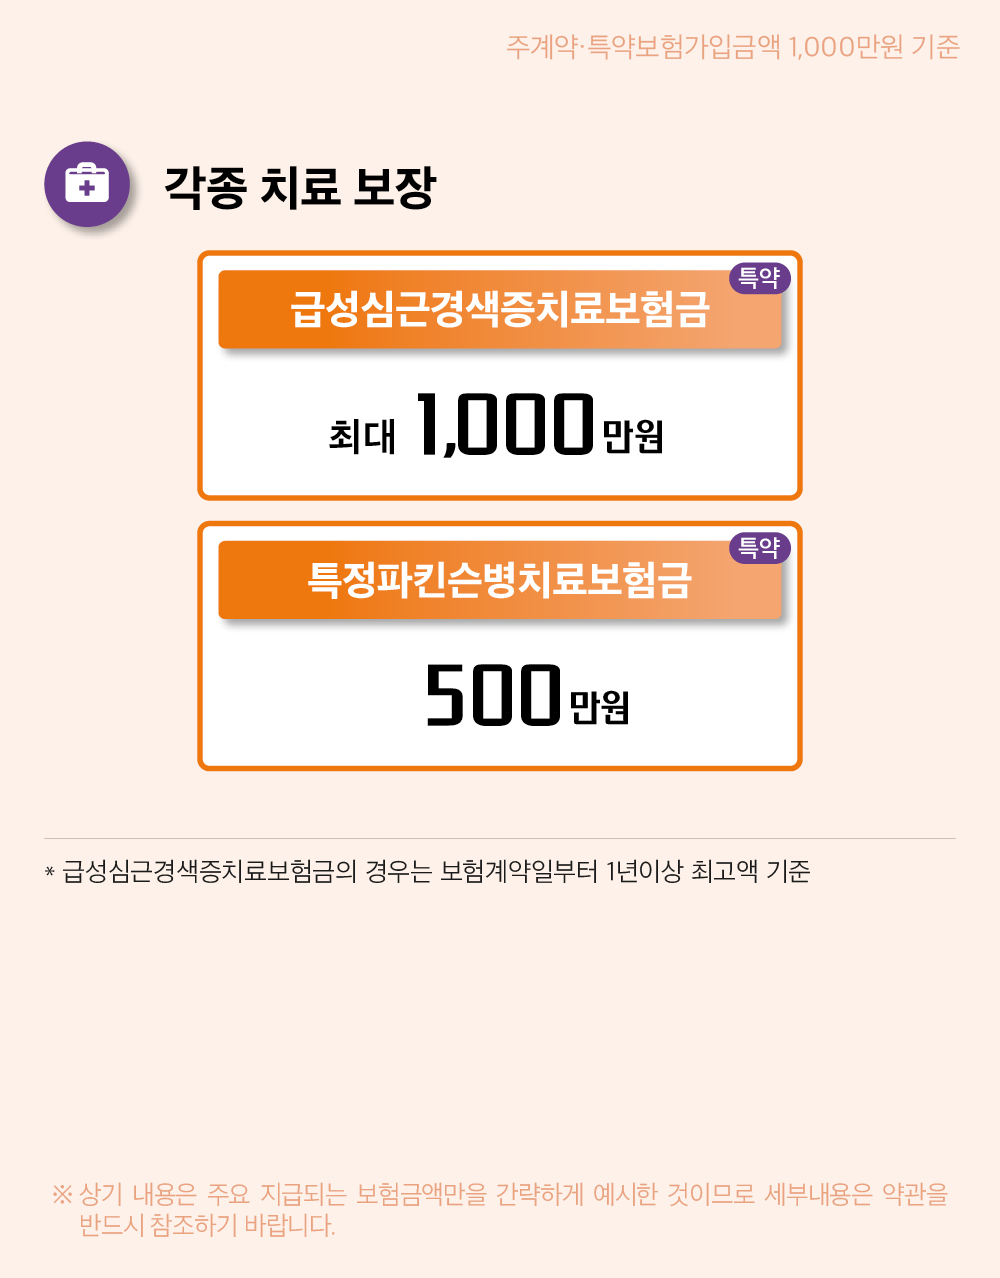 주계약·특약보험가입금액 1,000만원 기준
각종 치료 보장
특약
급성심근경색증치료보험금
최대 1,000만원
특약
특정파킨슨병치료보험금
500만원
* 급성심근경색증치료보험금의 경우는 보험계약일부터 1년이상 최고액 기준
※ 상기 내용은 주요 지급되는 보험금액만을 간략하게 예시한 것이므로 세부내용은 약관을
반드시 참조하기 바랍니다.